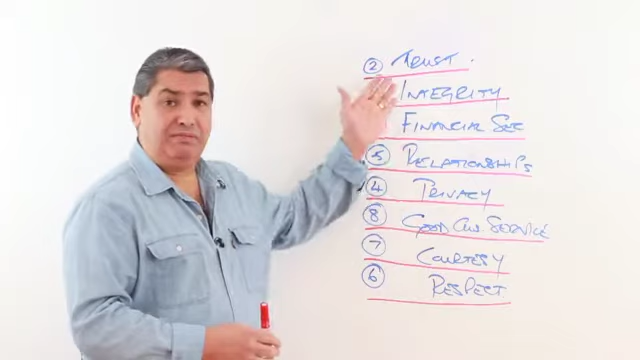 ② TRUST.
INTEGRITY
FINANCIAL SEC
⑤ RELATIONSHIPS
④ PRIVACY
⑧ GOOD CUS. SERVICE
⑦ COURTESY
⑥ RESPECT